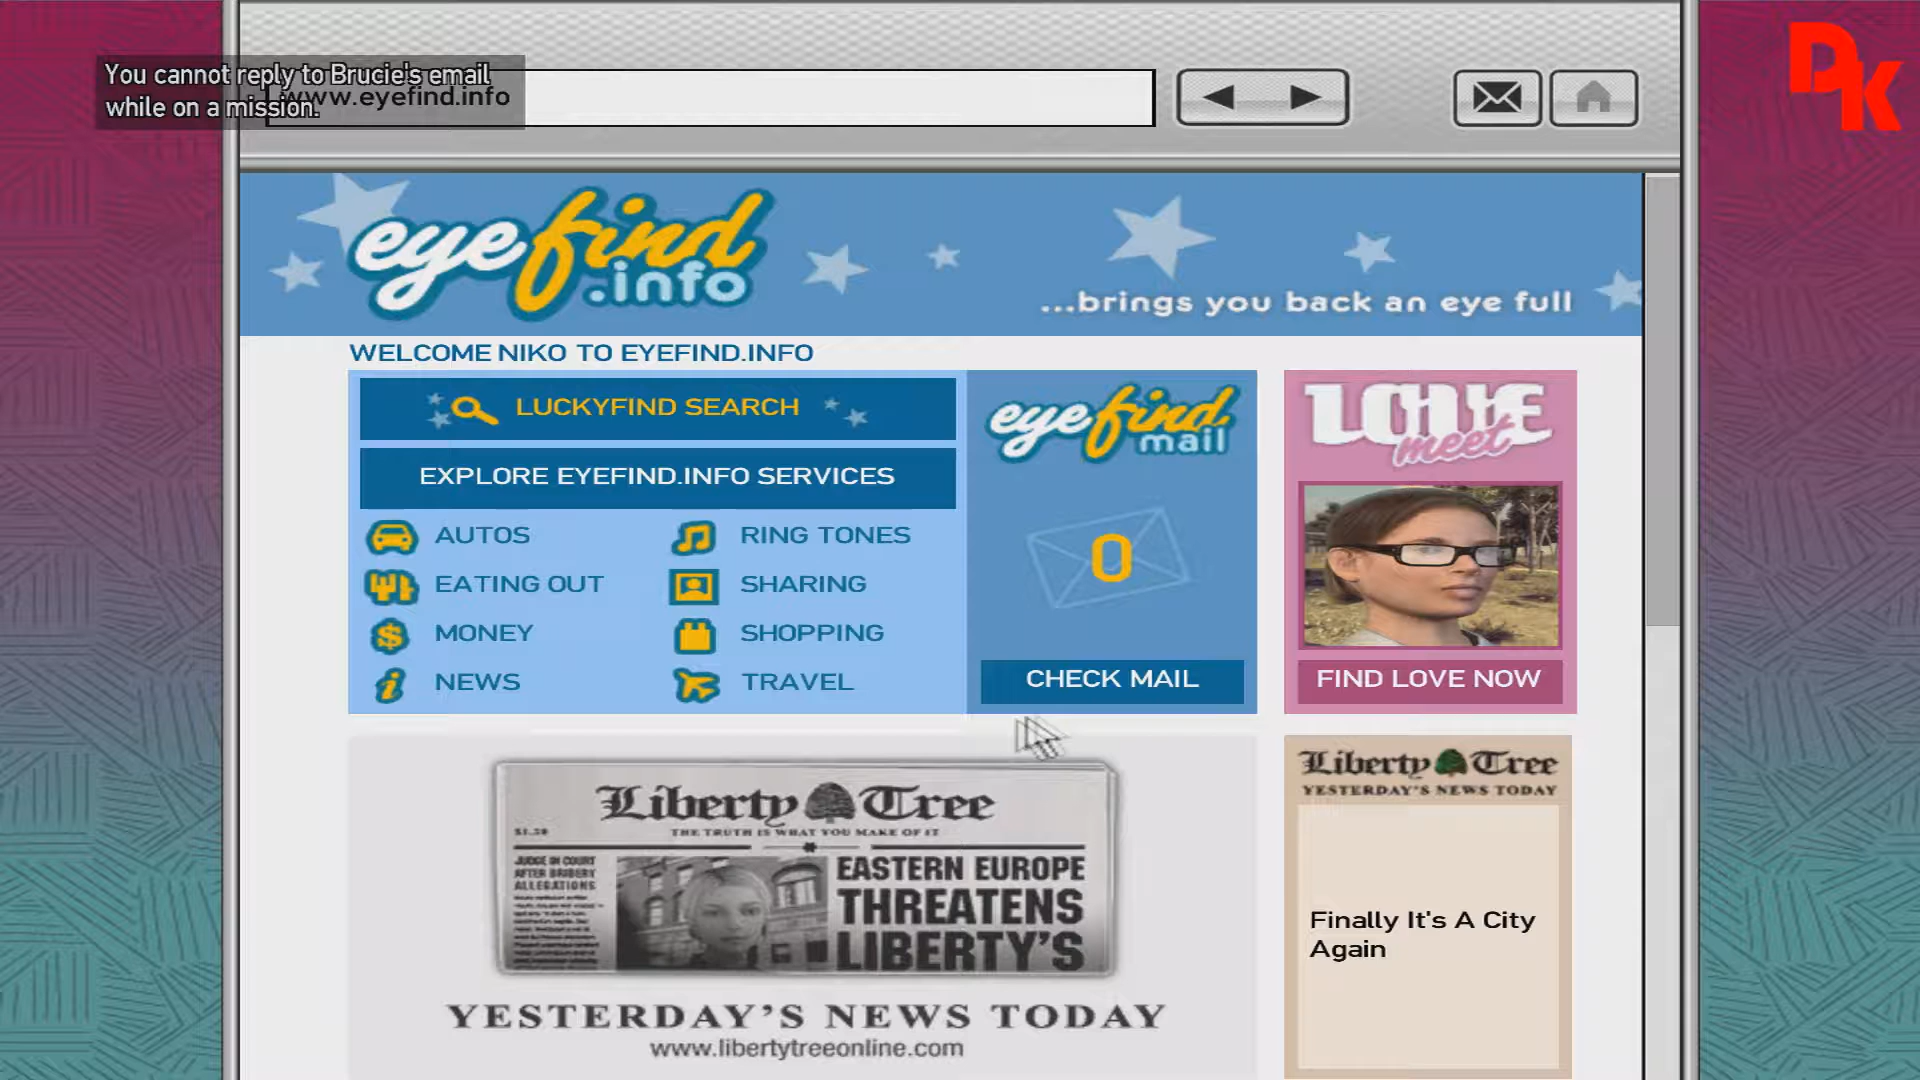 You cannot reply to Brucie's email
while on a mission.
www.eyefind.info
DK
eyefind
.info
...brings you back an eye full
WELCOME NIKO TO EYEFIND.INFO
LUCKYFIND SEARCH
EXPLORE EYEFIND.INFO SERVICES
AUTOS
RING TONES
EATING OUT
SHARING
MONEY
SHOPPING
NEWS
TRAVEL
eyefind
mail
0
CHECK MAIL
LOVE
meet
FIND LOVE NOW
Liberty Tree
THE TRUTH IS WHAT YOU MAKE OF IT
JUDGE IN COURT
AFTER BRIBERY
ALLEGATIONS
EASTERN EUROPE
THREATENS
LIBERTY'S
YESTERDAY'S NEWS TODAY
www.libertytreeonline.com
Liberty Tree
YESTERDAY'S NEWS TODAY
Finally It's A City
Again